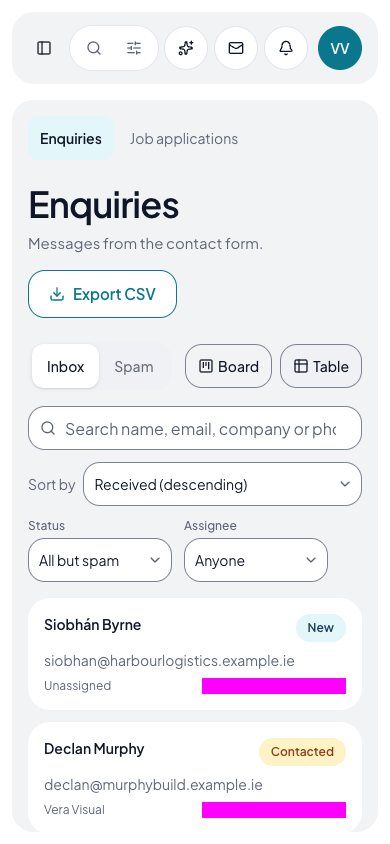 VV
Enquiries
Job applications
Enquiries
Messages from the contact form.
Export CSV
Inbox
Spam
Board
Table
Search name, email, company or pho
Sort by
Received (descending)
Status
Assignee
All but spam
Anyone
Siobhán Byrne
New
siobhan@harbourlogistics.example.ie
Unassigned
Declan Murphy
Contacted
declan@murphybuild.example.ie
Vera Visual